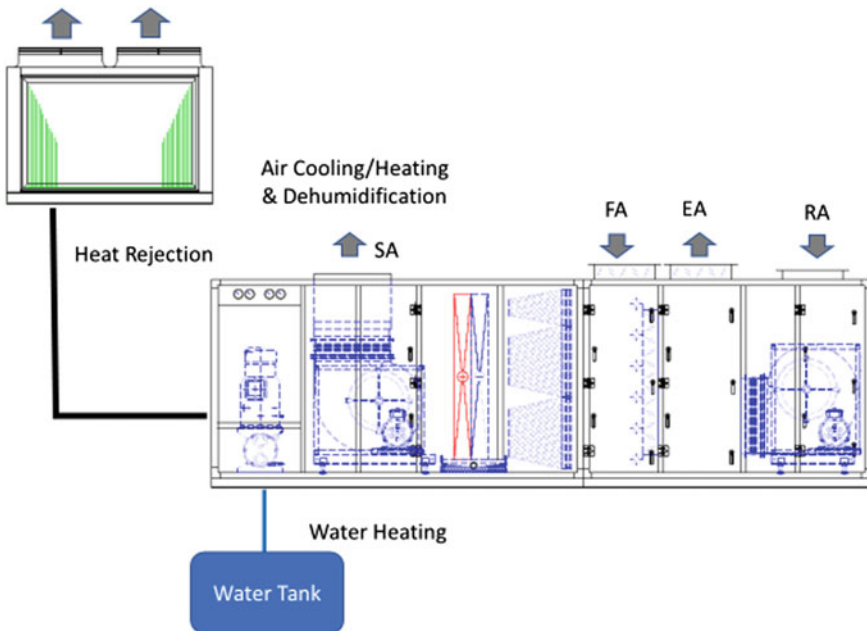 Air Cooling/Heating
& Dehumidification
FA
EA
RA
Heat Rejection
SA
Water Heating
Water Tank